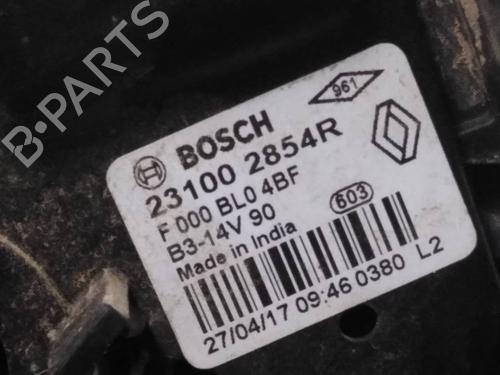 B-PARTS
961
BOSCH
23100 2854R
F 000 BL0 4BF
B3-14V 90
603
Made in India
27/04/17 09:46 0380 L2